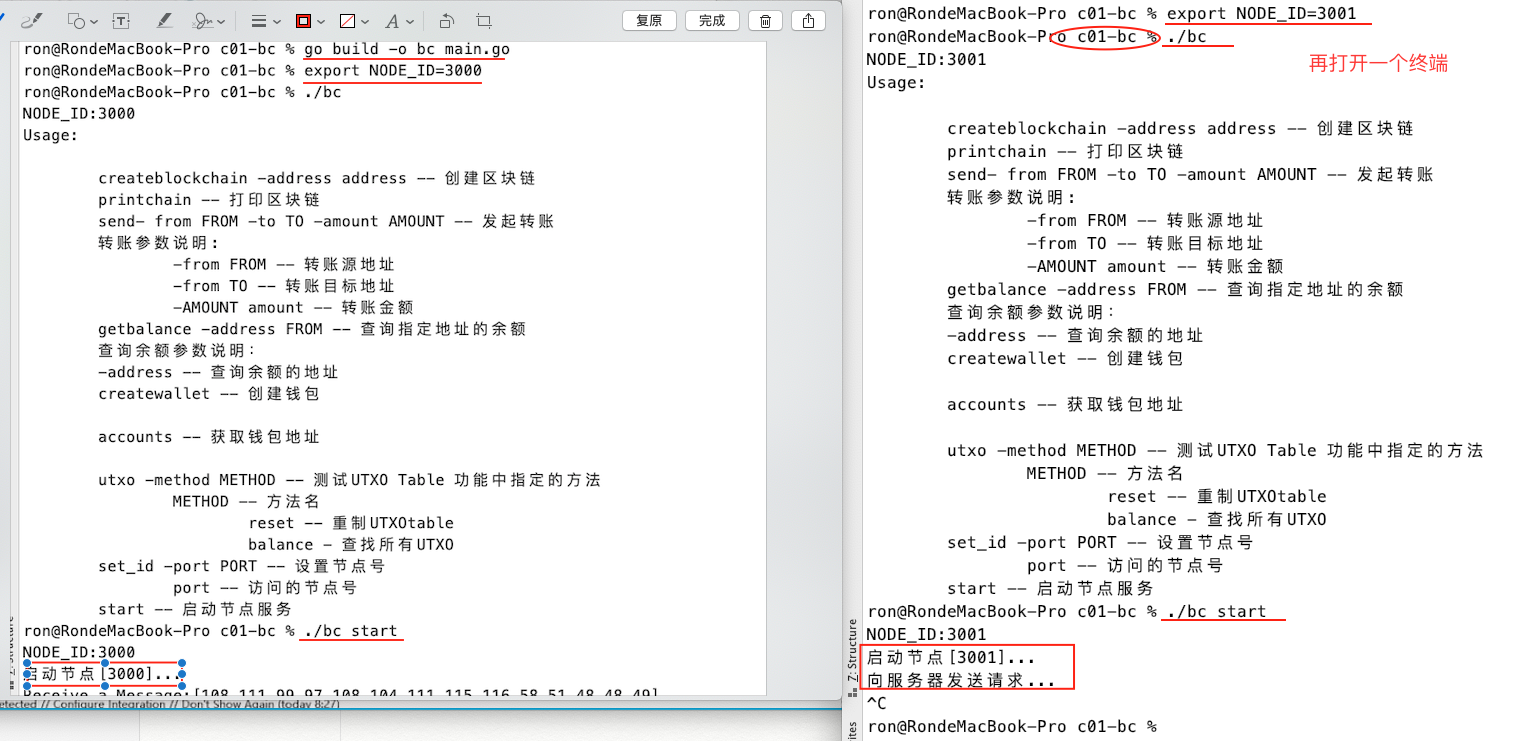 复原
完成
ron@RondeMacBook-Pro c01-bc % go build -o bc main.go
ron@RondeMacBook-Pro c01-bc % export NODE_ID=3000
ron@RondeMacBook-Pro c01-bc % ./bc
NODE_ID:3000
Usage:
createblockchain -address address -- 创建区块链
printchain -- 打印区块链
send- from FROM -to TO -amount AMOUNT -- 发起转账
转账参数说明:
-from FROM -- 转账源地址
-from TO -- 转账目标地址
-AMOUNT amount -- 转账金额
getbalance -address FROM -- 查询指定地址的余额
查询余额参数说明:
-address -- 查询余额的地址
createwallet -- 创建钱包
accounts -- 获取钱包地址
utxo -method METHOD -- 测试UTXO Table 功能中指定的方法
METHOD -- 方法名
reset -- 重制UTXOtable
balance - 查找所有UTXO
set_id -port PORT -- 设置节点号
port -- 访问的节点号
start -- 启动节点服务
ron@RondeMacBook-Pro c01-bc % ./bc start
NODE_ID:3000
启动节点[3000]...
Receive a Message:[108 111 99 97 108 104 111 115 116 58 51 48 48 49]
etected // Configure Integration // Don't Show Again (today 8:27)
ron@RondeMacBook-Pro c01-bc % export NODE_ID=3001
ron@RondeMacBook-Pro c01-bc % ./bc
NODE_ID:3001
再打开一个终端
Usage:
createblockchain -address address -- 创建区块链
printchain -- 打印区块链
send- from FROM -to TO -amount AMOUNT -- 发起转账
转账参数说明:
-from FROM -- 转账源地址
-from TO -- 转账目标地址
-AMOUNT amount -- 转账金额
getbalance -address FROM -- 查询指定地址的余额
查询余额参数说明:
-address -- 查询余额的地址
createwallet -- 创建钱包
accounts -- 获取钱包地址
utxo -method METHOD -- 测试UTXO Table 功能中指定的方法
METHOD -- 方法名
reset -- 重制UTXOtable
balance - 查找所有UTXO
set_id -port PORT -- 设置节点号
port -- 访问的节点号
start -- 启动节点服务
ron@RondeMacBook-Pro c01-bc % ./bc start
NODE_ID:3001
启动节点[3001]...
向服务器发送请求...
^C
ron@RondeMacBook-Pro c01-bc %
Z: Structure